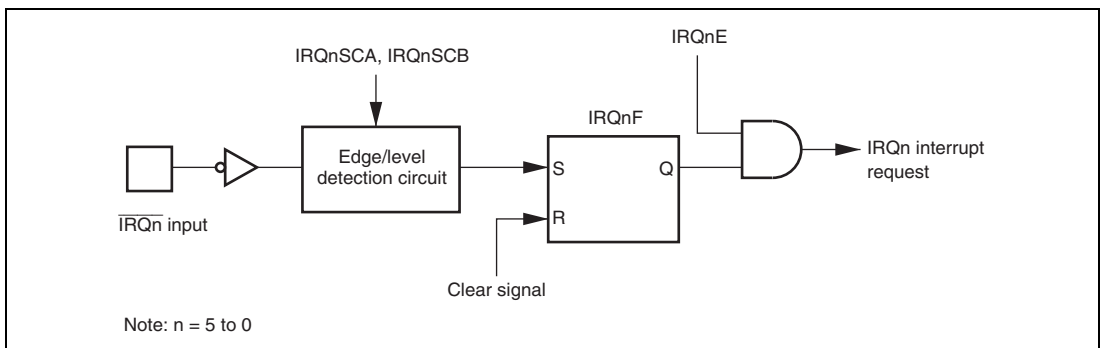 IRQnE
IRQnSCA, IRQnSCB
IRQnF
Edge/level
detection circuit
S
Q
IRQn interrupt
request
R
IRQn input
Clear signal
Note: n = 5 to 0